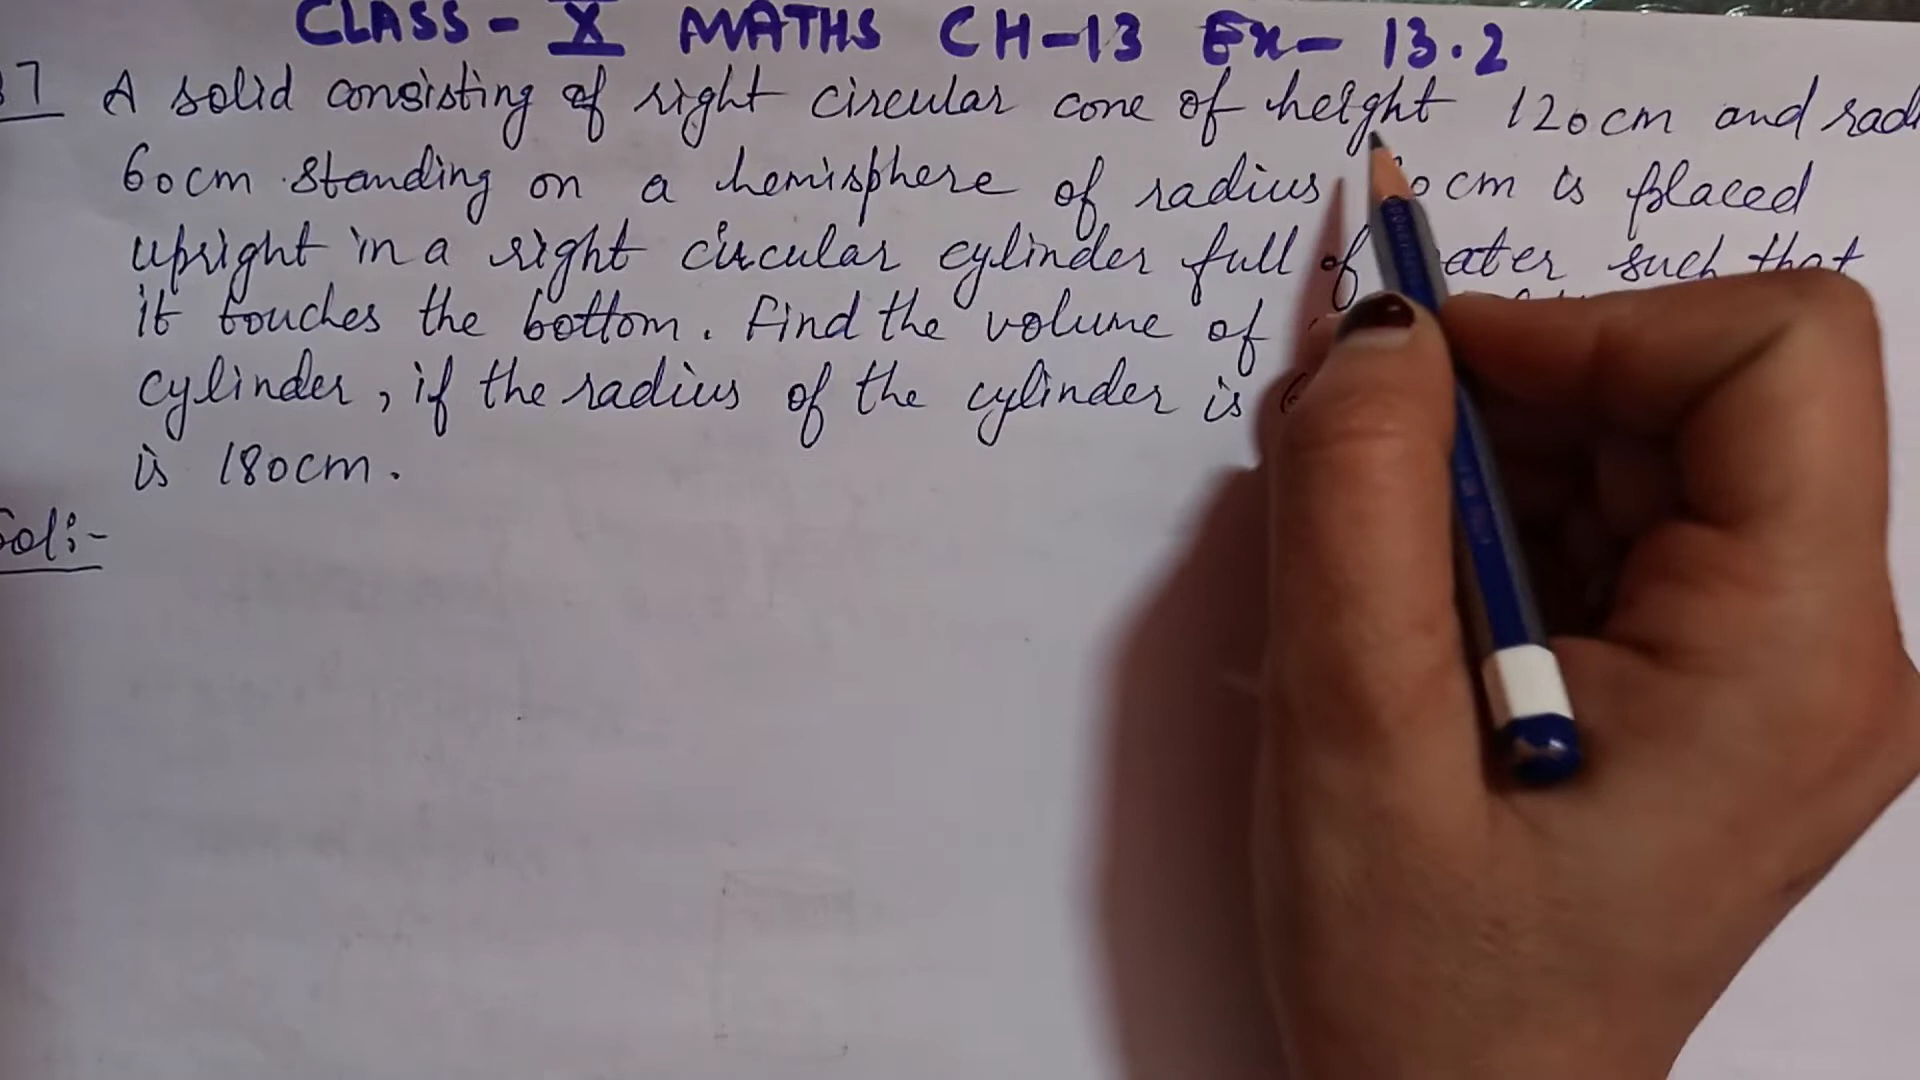 CLASS - X MATHS CH-13 Ex- 13.2
7 A solid consisting of right circular cone of height 120cm and
60cm standing on a hemisphere of radius cm is placed
upright in a right circular cylinder full of such that
it touches the bottom. Find the volume of
cylinder, if the radius of the cylinder is
is 180cm.
Sol:-